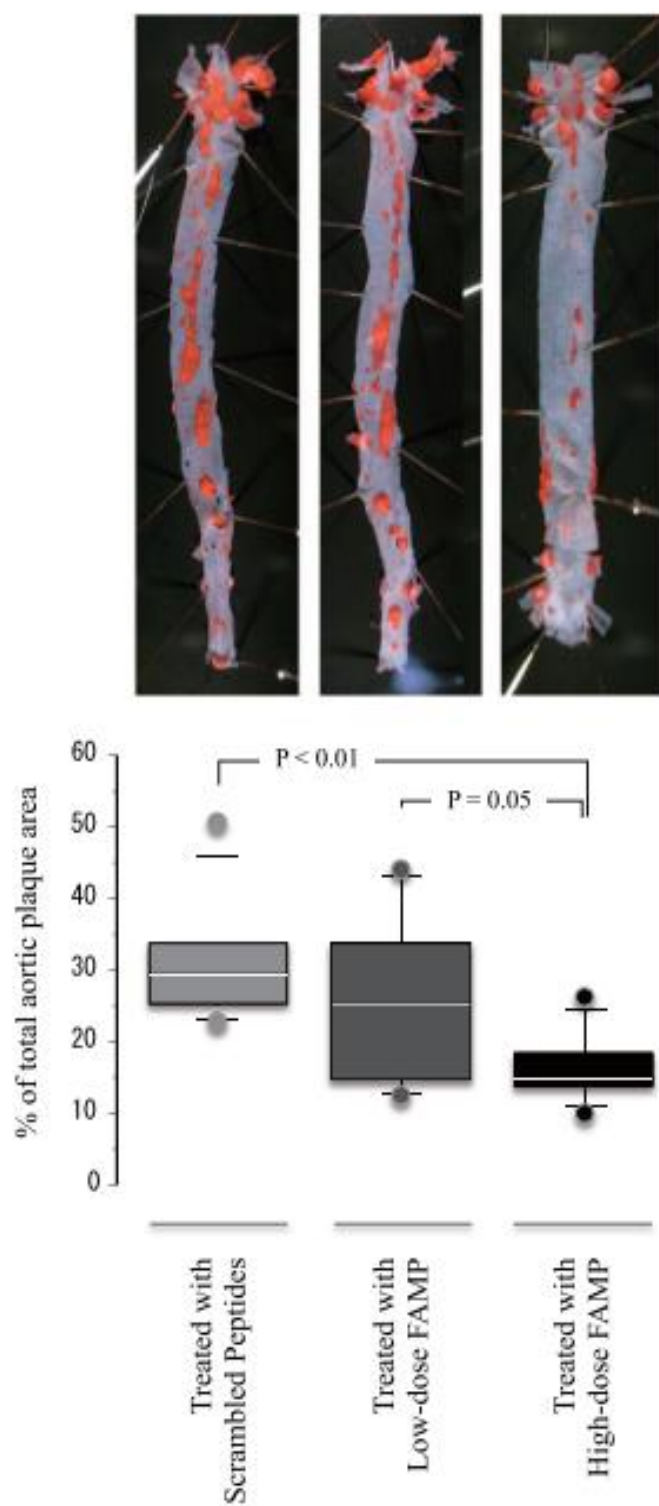 60
50
40
30
20
10
0
% of total aortic plaque area
P < 0.01
P = 0.05
Treated with
Scrambled Peptides
Treated with
Low-dose FAMP
Treated with
High-dose FAMP